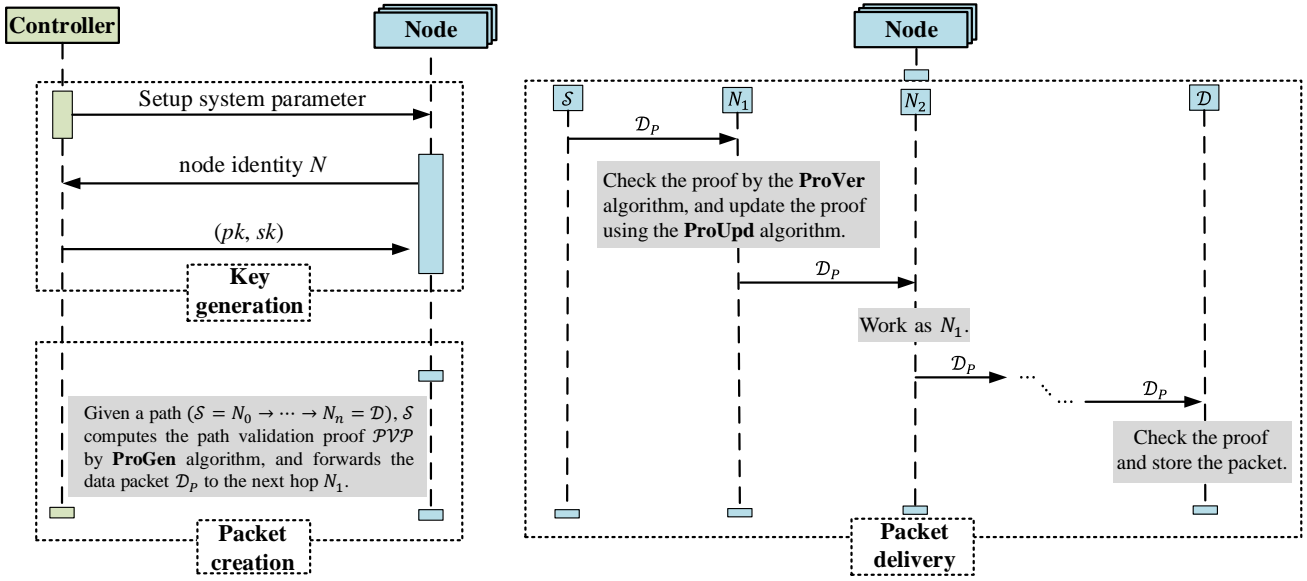 Controller
Node
Setup system parameter
node identity N
(pk, sk)
Key
generation
Given a path (𝒮 = N₀ → ⋯ → Nₙ = 𝒟), 𝒮
computes the path validation proof 𝒫𝒱𝒫
by ProGen algorithm, and forwards the
data packet 𝒟_P to the next hop N₁.
Packet
creation
Node
𝒮
N₁
N₂
𝒟
𝒟_P
Check the proof by the ProVer
algorithm, and update the proof
using the ProUpd algorithm.
𝒟_P
Work as N₁.
𝒟_P
...
...
𝒟_P
Check the proof
and store the packet.
Packet
delivery